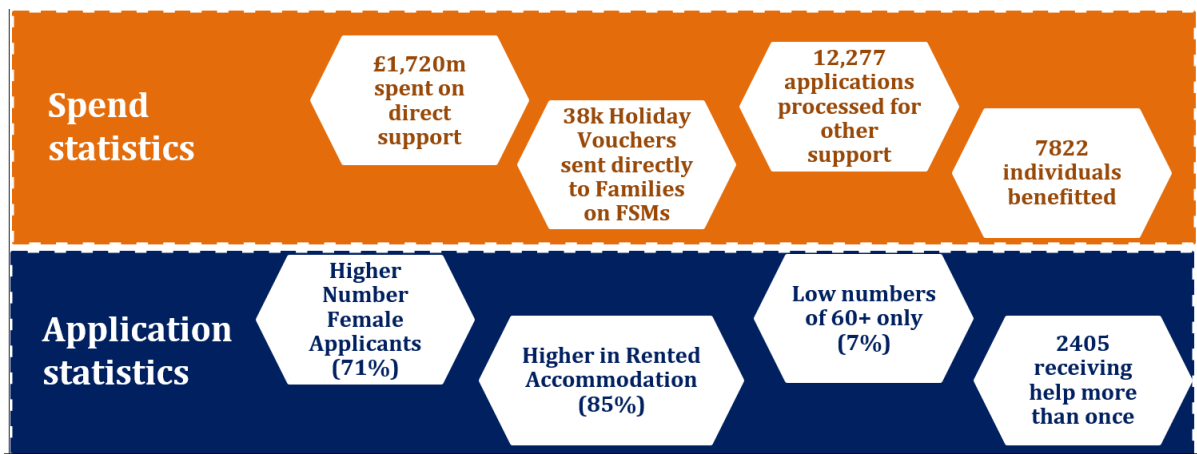 Spend
statistics
£1,720m
spent on
direct
support
38k Holiday
Vouchers
sent directly
to Families
on FSMs
12,277
applications
processed for
other
support
7822
individuals
benefitted
Application
statistics
Higher
Number
Female
Applicants
(71%)
Higher in Rented
Accommodation
(85%)
Low numbers
of 60+ only
(7%)
2405
receiving
help more
than once